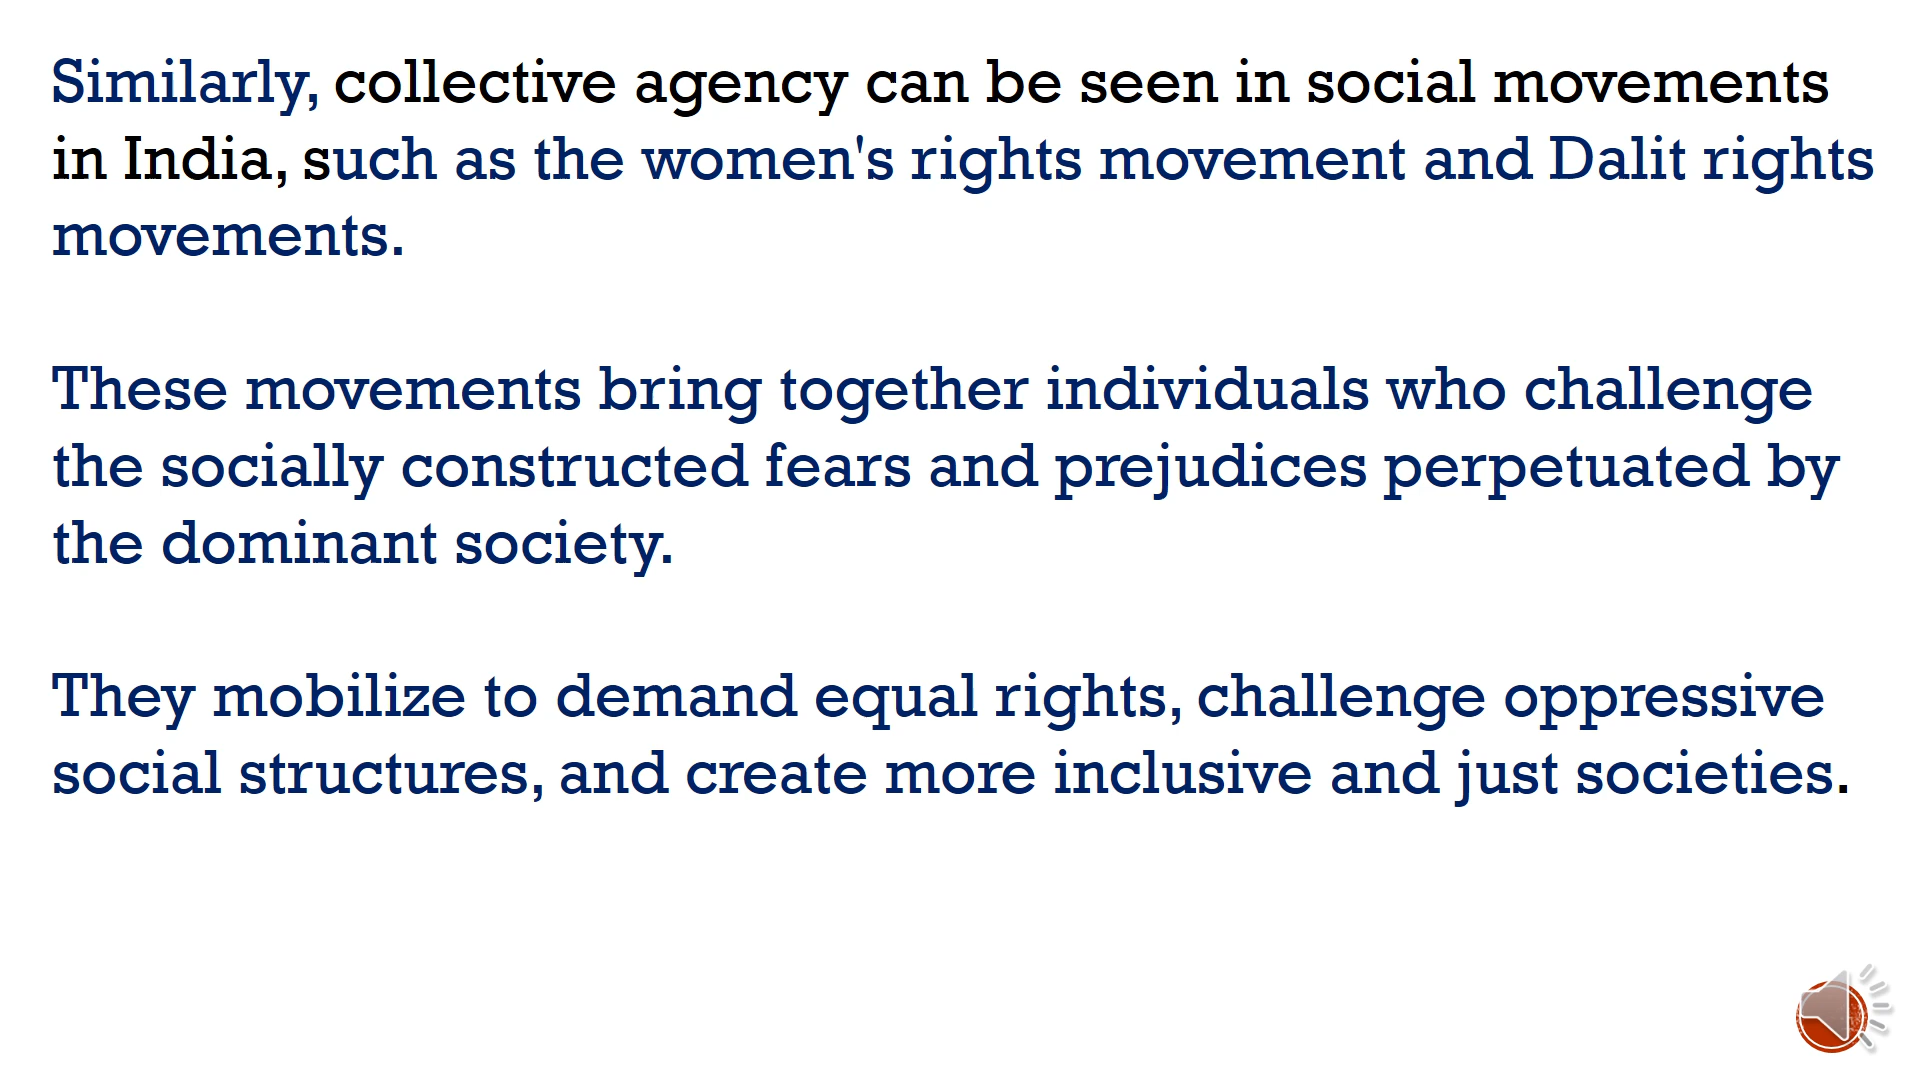 Similarly, collective agency can be seen in social movements
in India, such as the women's rights movement and Dalit rights
movements.
These movements bring together individuals who challenge
the socially constructed fears and prejudices perpetuated by
the dominant society.
They mobilize to demand equal rights, challenge oppressive
social structures, and create more inclusive and just societies.